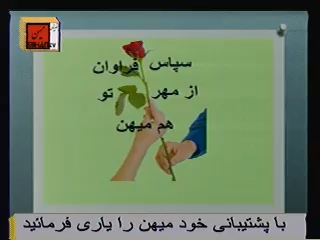 سپاس فراوان
از مهر تو
هم میهن
با پشتیبانی خود میهن را یاری فرمائید